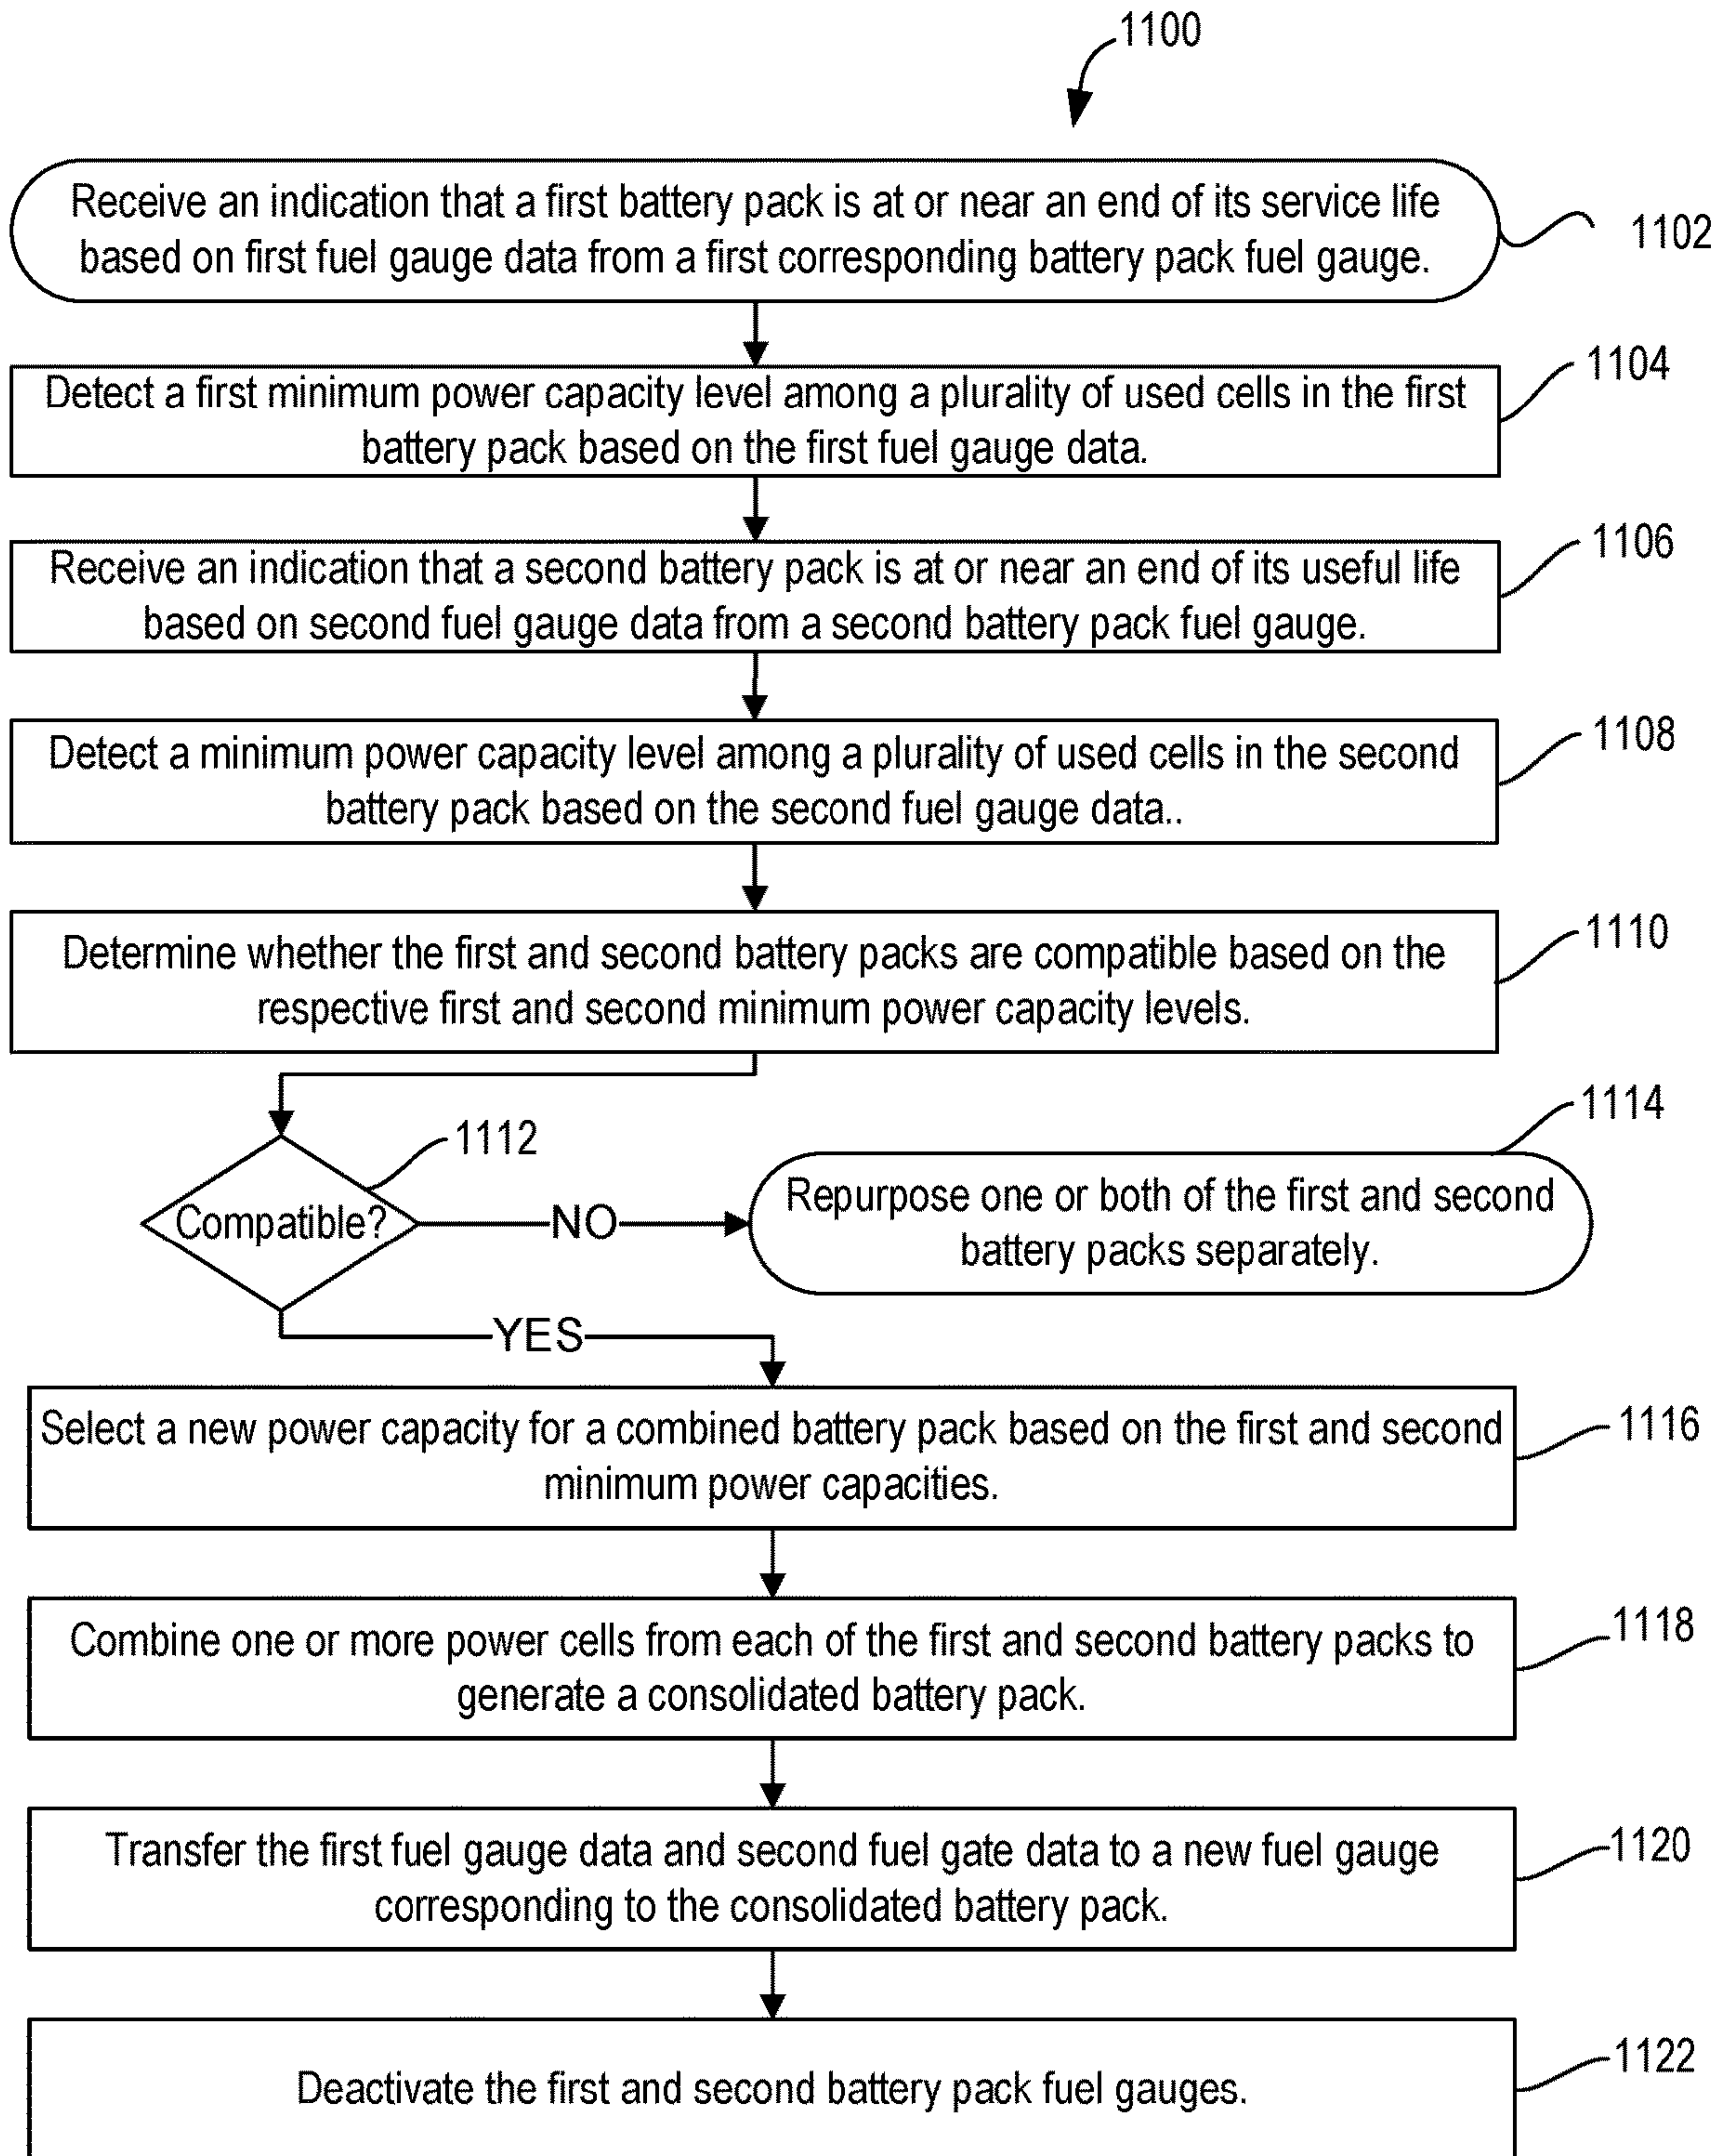 1100
Receive an indication that a first battery pack is at or near an end of its service life
based on first fuel gauge data from a first corresponding battery pack fuel gauge.
1102
1104
Detect a first minimum power capacity level among a plurality of used cells in the first
battery pack based on the first fuel gauge data.
1106
Receive an indication that a second battery pack is at or near an end of its useful life
based on second fuel gauge data from a second battery pack fuel gauge.
1108
Detect a minimum power capacity level among a plurality of used cells in the second
battery pack based on the second fuel gauge data..
1110
Determine whether the first and second battery packs are compatible based on the
respective first and second minimum power capacity levels.
1112
Compatible?
NO
1114
Repurpose one or both of the first and second
battery packs separately.
YES
1116
Select a new power capacity for a combined battery pack based on the first and second
minimum power capacities.
1118
Combine one or more power cells from each of the first and second battery packs to
generate a consolidated battery pack.
1120
Transfer the first fuel gauge data and second fuel gate data to a new fuel gauge
corresponding to the consolidated battery pack.
1122
Deactivate the first and second battery pack fuel gauges.